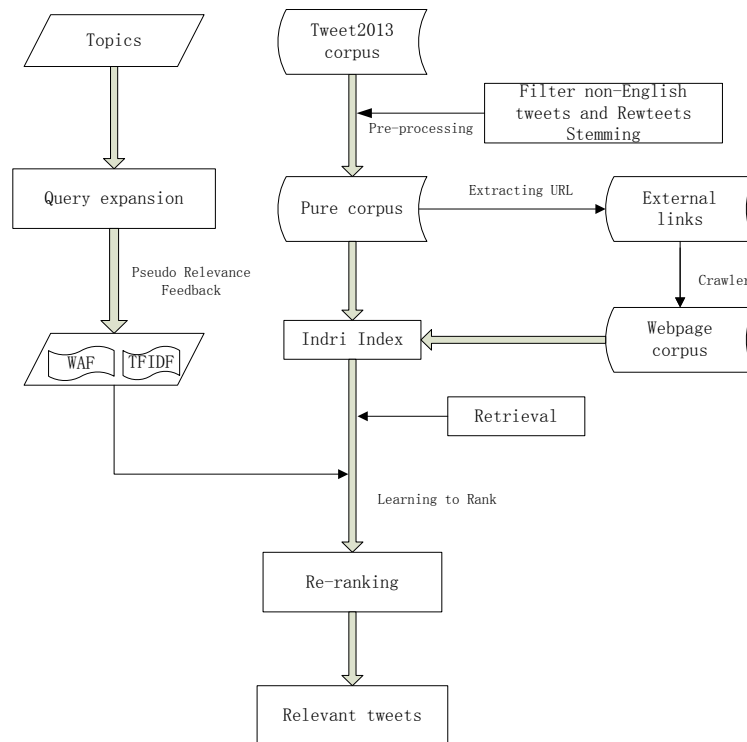 Topics
Tweet2013
corpus
Filter non-English
tweets and Rewteets
Stemming
Pre-processing
Query expansion
Pure corpus
Extracting URL
External
links
Pseudo Relevance
Feedback
Crawler
WAF
TFIDF
Indri Index
Webpage
corpus
Retrieval
Learning to Rank
Re-ranking
Relevant tweets